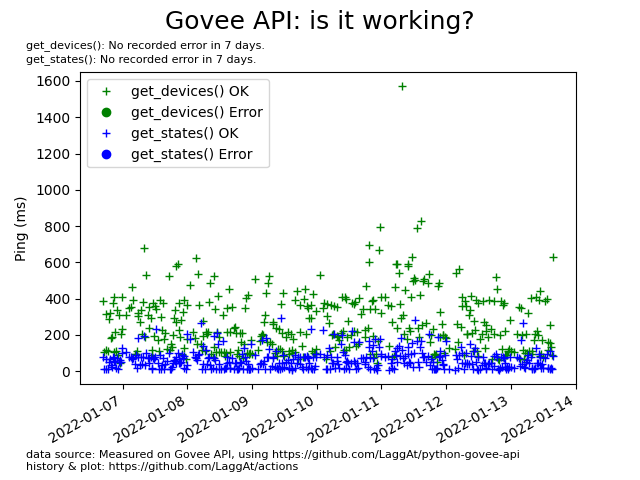 Govee API: is it working?
get_devices(): No recorded error in 7 days.
get_states(): No recorded error in 7 days.
get_devices() OK
get_devices() Error
get_states() OK
get_states() Error
Ping (ms)
1600
1400
1200
1000
800
600
400
200
0
2022-01-07
2022-01-08
2022-01-09
2022-01-10
2022-01-11
2022-01-12
2022-01-13
2022-01-14
data source: Measured on Govee API, using https://github.com/LaggAt/python-govee-api
history & plot: https://github.com/LaggAt/actions